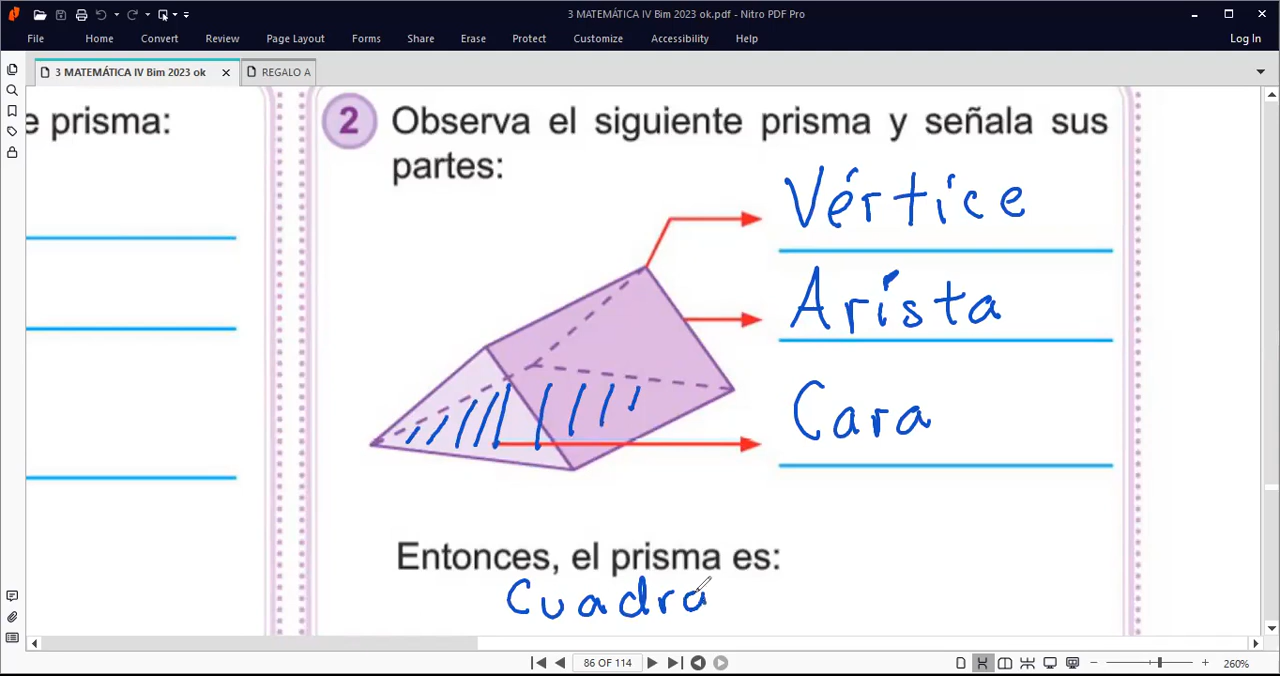 3 MATEMÁTICA IV Bim 2023 ok.pdf - Nitro PDF Pro
File Home Convert Review Page Layout Forms Share Erase Protect Customize Accessibility Help Log In
3 MATEMÁTICA IV Bim 2023 ok REGALO A
e prisma:
2 Observa el siguiente prisma y señala sus
partes:
Vértice
Arista
Cara
Entonces, el prisma es:
Cuadra
86 OF 114
260%